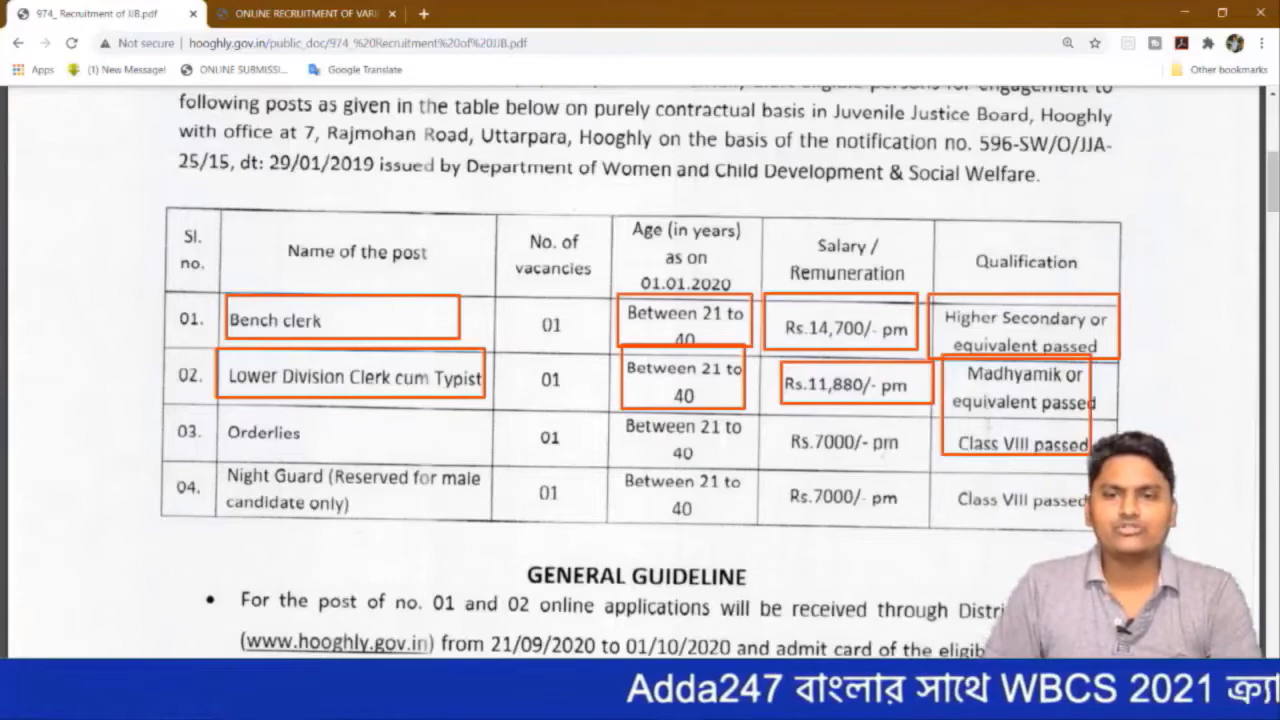 974_ Recruitment of JJB.pdf
ONLINE RECRUITMENT OF VARI
Not secure | hooghly.gov.in/public_doc/974_%20Recruitment%20of%20JJB.pdf
Apps
(1) New Message!
ONLINE SUBMISSI...
Google Translate
Other bookmarks
following posts as given in the table below on purely contractual basis in Juvenile Justice Board, Hooghly
with office at 7, Rajmohan Road, Uttarpara, Hooghly on the basis of the notification no. 596-SW/O/JJA-
25/15, dt: 29/01/2019 issued by Department of Women and Child Development & Social Welfare.
Sl. no.
Name of the post
No. of vacancies
Age (in years) as on 01.01.2020
Salary / Remuneration
Qualification
01.
Bench clerk
01
Between 21 to 40
Rs.14,700/- pm
Higher Secondary or equivalent passed
02.
Lower Division Clerk cum Typist
01
Between 21 to 40
Rs.11,880/- pm
Madhyamik or equivalent passed
03.
Orderlies
01
Between 21 to 40
Rs.7000/- pm
Class VIII passed
04.
Night Guard (Reserved for male candidate only)
01
Between 21 to 40
Rs.7000/- pm
Class VIII passed
GENERAL GUIDELINE
• For the post of no. 01 and 02 online applications will be received through Distri
(www.hooghly.gov.in) from 21/09/2020 to 01/10/2020 and admit card of the eligib
Adda247 বাংলার সাথে WBCS 2021 ক্র্যা